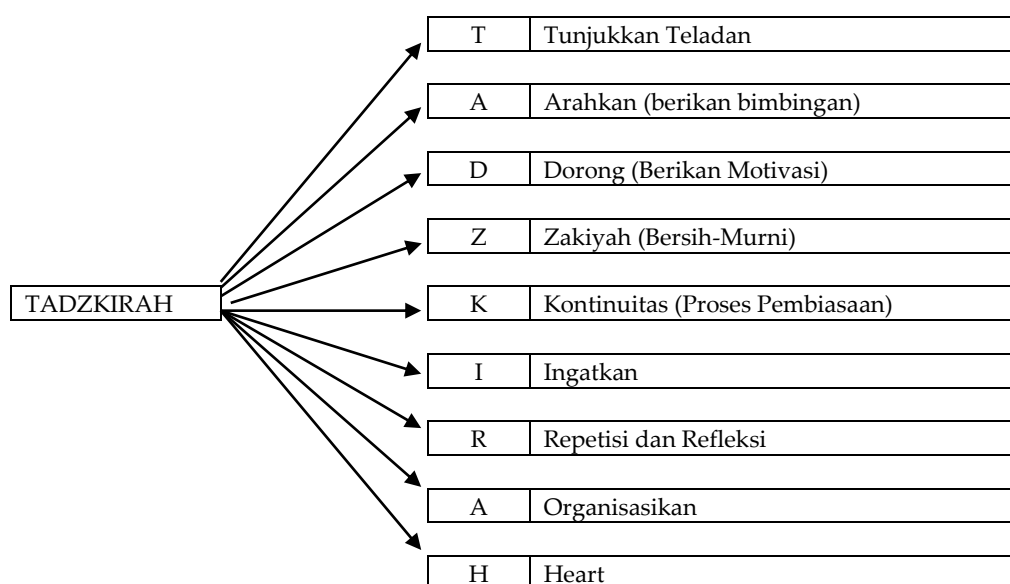 T Tunjukkan Teladan
A Arahkan (berikan bimbingan)
D Dorong (Berikan Motivasi)
Z Zakiyah (Bersih-Murni)
TADZKIRAH
K Kontinuitas (Proses Pembiasaan)
I Ingatkan
R Repetisi dan Refleksi
A Organisasikan
H Heart